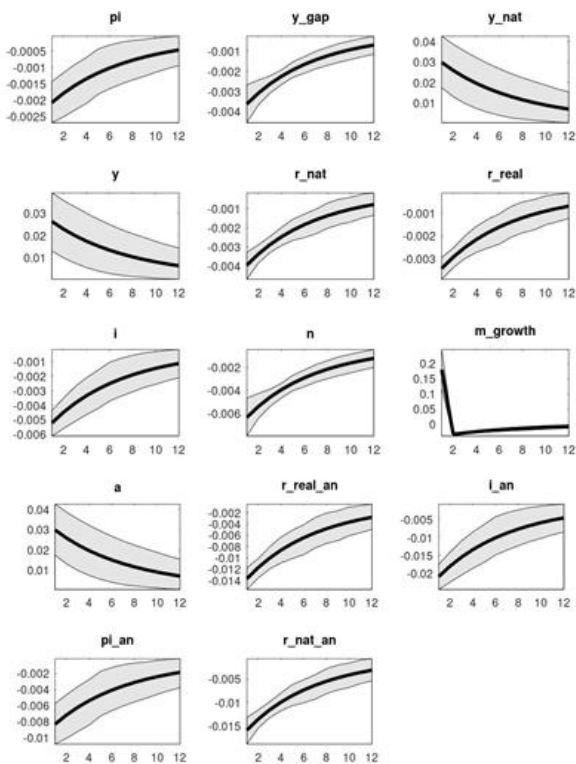 pi y_gap y_nat
-0.0005 -0.001 0.04
-0.001 -0.002 0.03
-0.0015 -0.003 0.02
-0.002 -0.004 0.01
-0.0025
2 4 6 8 10 12 2 4 6 8 10 12 2 4 6 8 10 12
y r_nat r_real
0.03 -0.001 -0.001
0.02 -0.002 -0.002
0.01 -0.003 -0.003
-0.004
2 4 6 8 10 12 2 4 6 8 10 12 2 4 6 8 10 12
i n m_growth
-0.001 -0.002 0.2
-0.002 -0.004 0.15
-0.003 -0.006 0.1
-0.004 0.05
-0.005 0
-0.006
2 4 6 8 10 12 2 4 6 8 10 12 2 4 6 8 10 12
a r_real_an i_an
0.04 -0.002 -0.005
0.03 -0.004 -0.01
0.02 -0.006 -0.015
0.01 -0.008 -0.02
-0.01
-0.012
-0.014
2 4 6 8 10 12 2 4 6 8 10 12 2 4 6 8 10 12
pi_an r_nat_an
-0.002 -0.005
-0.004 -0.01
-0.006 -0.015
-0.008
-0.01
2 4 6 8 10 12 2 4 6 8 10 12